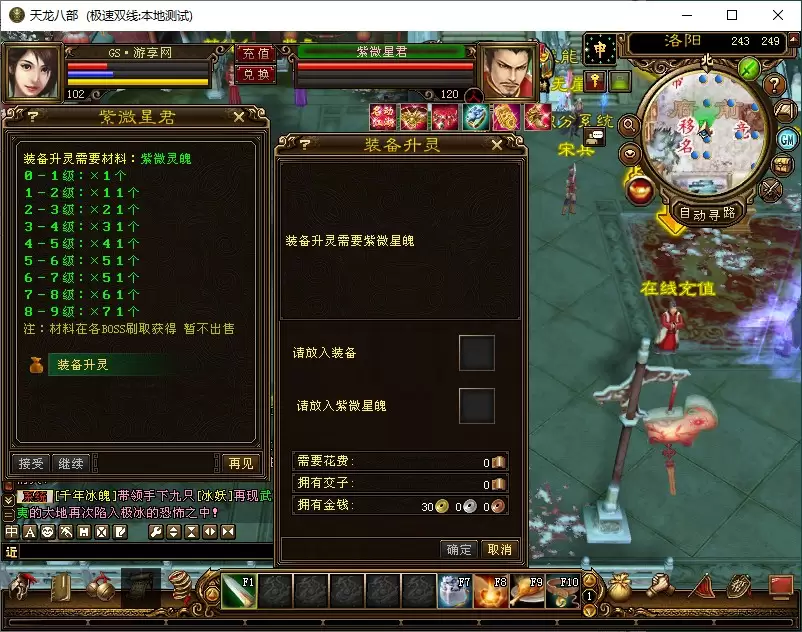 天龙八部 (极速双线:本地测试)
GS·游享网
102
充值
兑换
紫微星君
120
洛阳
243 249
北
申
GM
自动寻路
移民
积分系统
宋兵
在线充值
紫微星君
装备升灵需要材料：紫微灵魄
0-1级：×1个
1-2级：×11个
2-3级：×21个
3-4级：×31个
4-5级：×41个
5-6级：×51个
6-7级：×51个
7-8级：×61个
8-9级：×71个
注：材料在各BOSS刷取获得 暂不出售
装备升灵
接受
继续
再见
装备升灵
装备升灵需要紫微星魄
请放入装备
请放入紫微星魄
需要花费： 0
拥有交子： 0
拥有金钱： 30 0 0
确定
取消
系统 [千年冰魄]带领手下九只[冰妖]再现武
夷的大地再次陷入极冰的恐怖之中!
中 A
近
F1
F7
F8
F9
F10
1